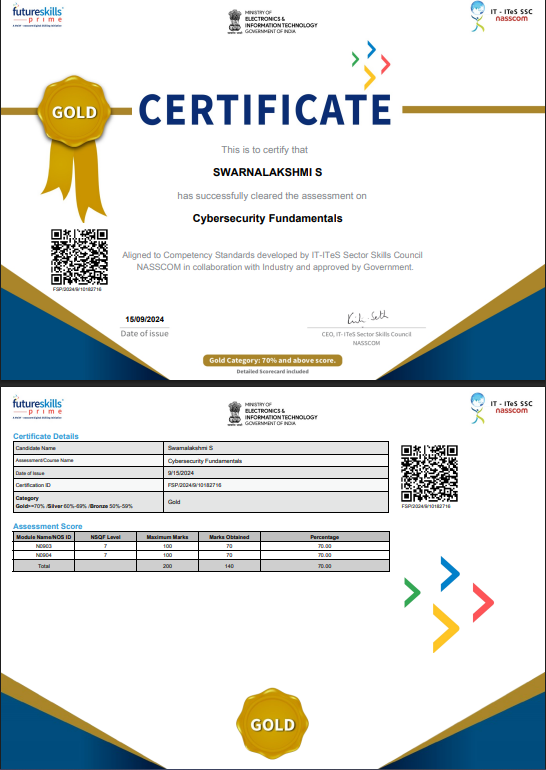 futureskills
prime
MINISTRY OF
ELECTRONICS &
INFORMATION TECHNOLOGY
GOVERNMENT OF INDIA
IT - ITeS SSC
nasscom
GOLD
CERTIFICATE
This is to certify that
SWARNALAKSHMI S
has successfully cleared the assessment on
Cybersecurity Fundamentals
Aligned to Competency Standards developed by IT-ITeS Sector Skills Council
NASSCOM in collaboration with Industry and approved by Government.
FSP/2024/9/10182716
15/09/2024
Date of issue
CEO, IT- ITeS Sector Skills Council
NASSCOM
Gold Category: 70% and above score.
Detailed Scorecard included
futureskills
prime
MINISTRY OF
ELECTRONICS &
INFORMATION TECHNOLOGY
GOVERNMENT OF INDIA
IT - ITeS SSC
nasscom
Certificate Details
Candidate Name Swarnalakshmi S
Assessment/Course Name Cybersecurity Fundamentals
Date of Issue 9/15/2024
Certification ID FSP/2024/9/10182716
Category
Gold>=70% /Silver 60%-69% /Bronze 50%-59% Gold
FSP/2024/9/10182716
Assessment Score
Module Name/NOS ID NSQF Level Maximum Marks Marks Obtained Percentage
N0903 7 100 70 70.00
N0904 7 100 70 70.00
Total 200 140 70.00
GOLD